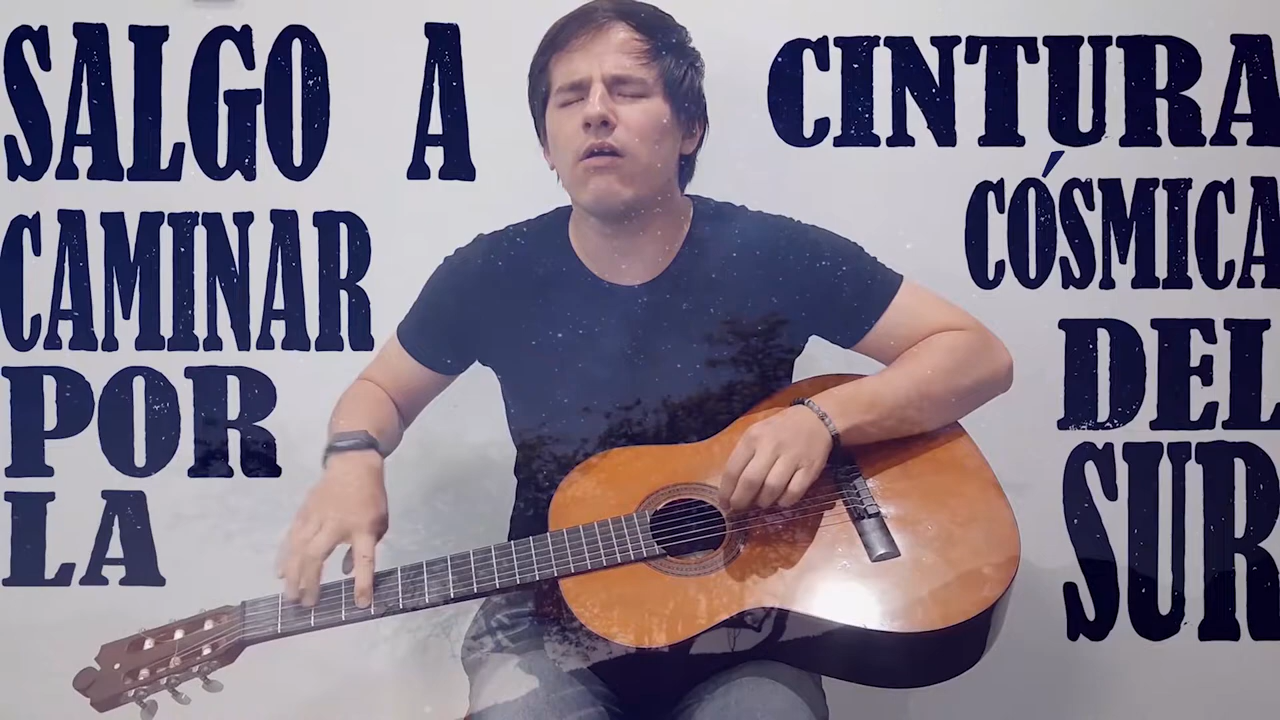 SALGO A
CAMINAR
POR
LA
CINTURA
CÓSMICA
DEL
SUR